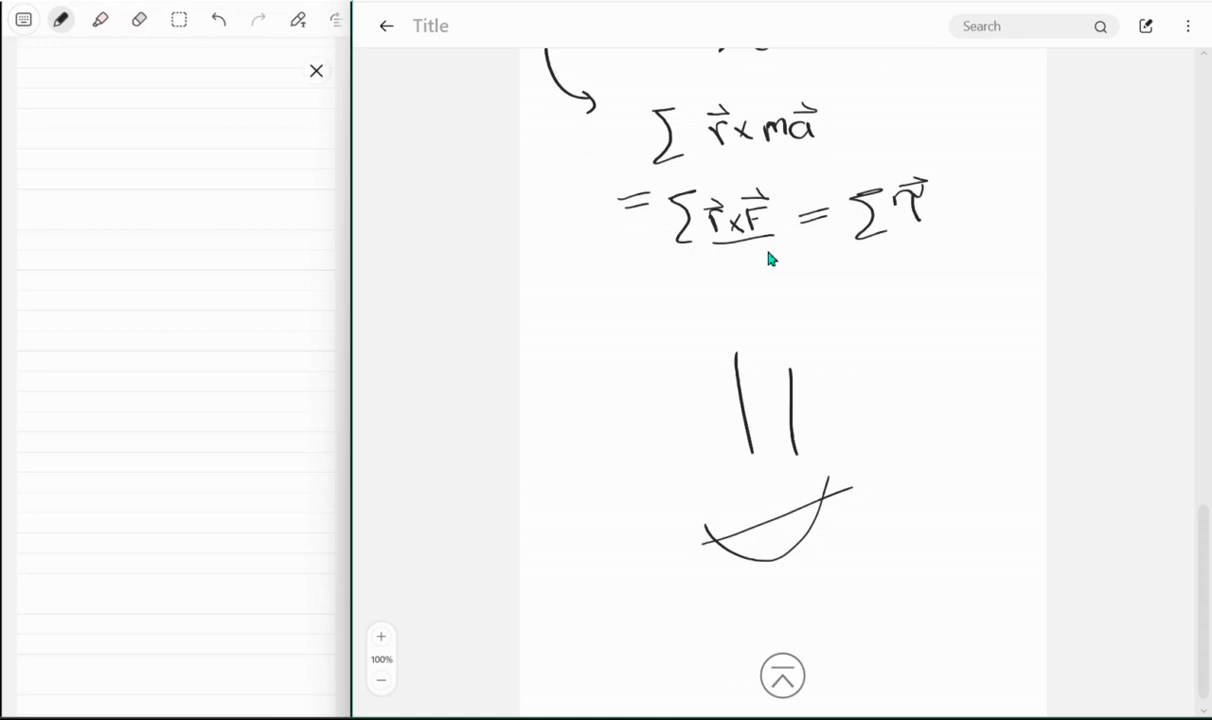 Title
Search
∑ r⃗ × ma⃗
= ∑ r⃗ × F⃗ = ∑ τ⃗
100%